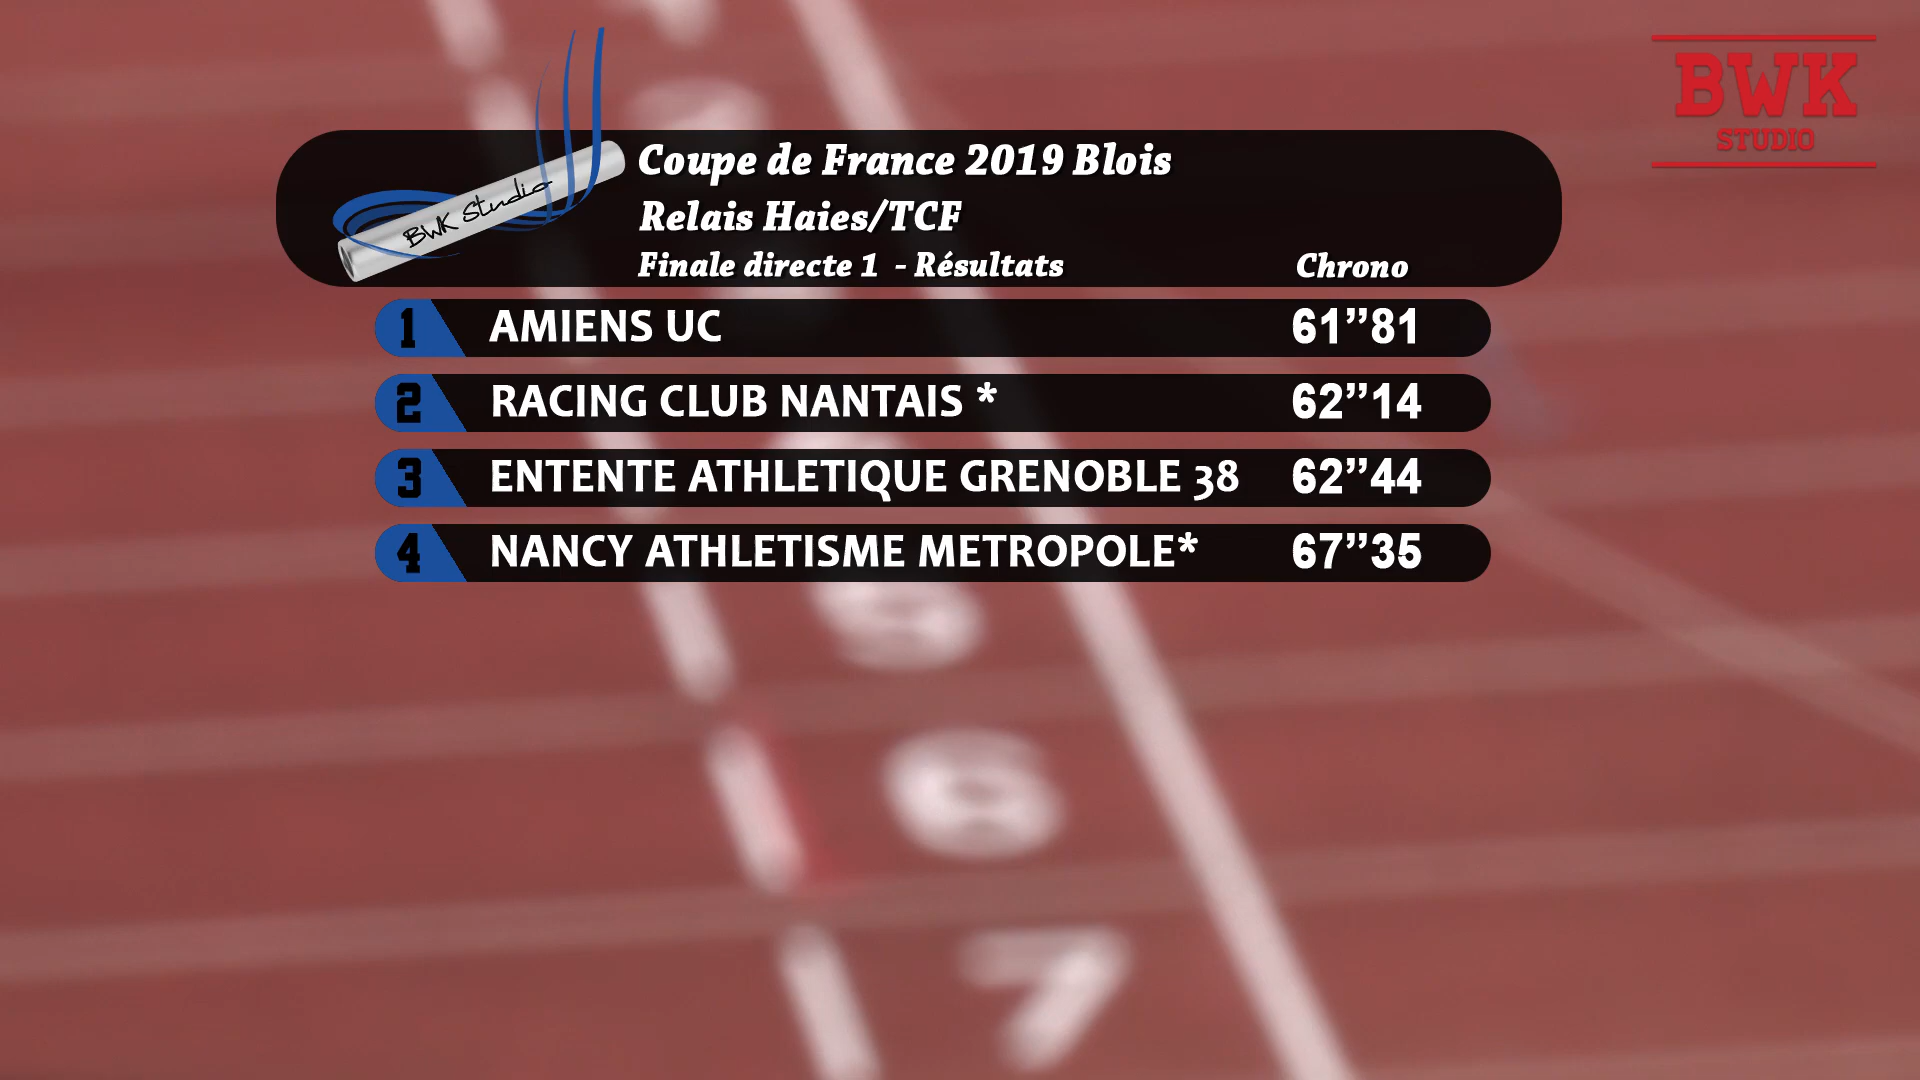 BWK
STUDIO
BWK Studio
Coupe de France 2019 Blois
Relais Haies/TCF
Finale directe 1 - Résultats
Chrono
1 AMIENS UC 61”81
2 RACING CLUB NANTAIS * 62”14
3 ENTENTE ATHLETIQUE GRENOBLE 38 62”44
4 NANCY ATHLETISME METROPOLE* 67”35
6
7